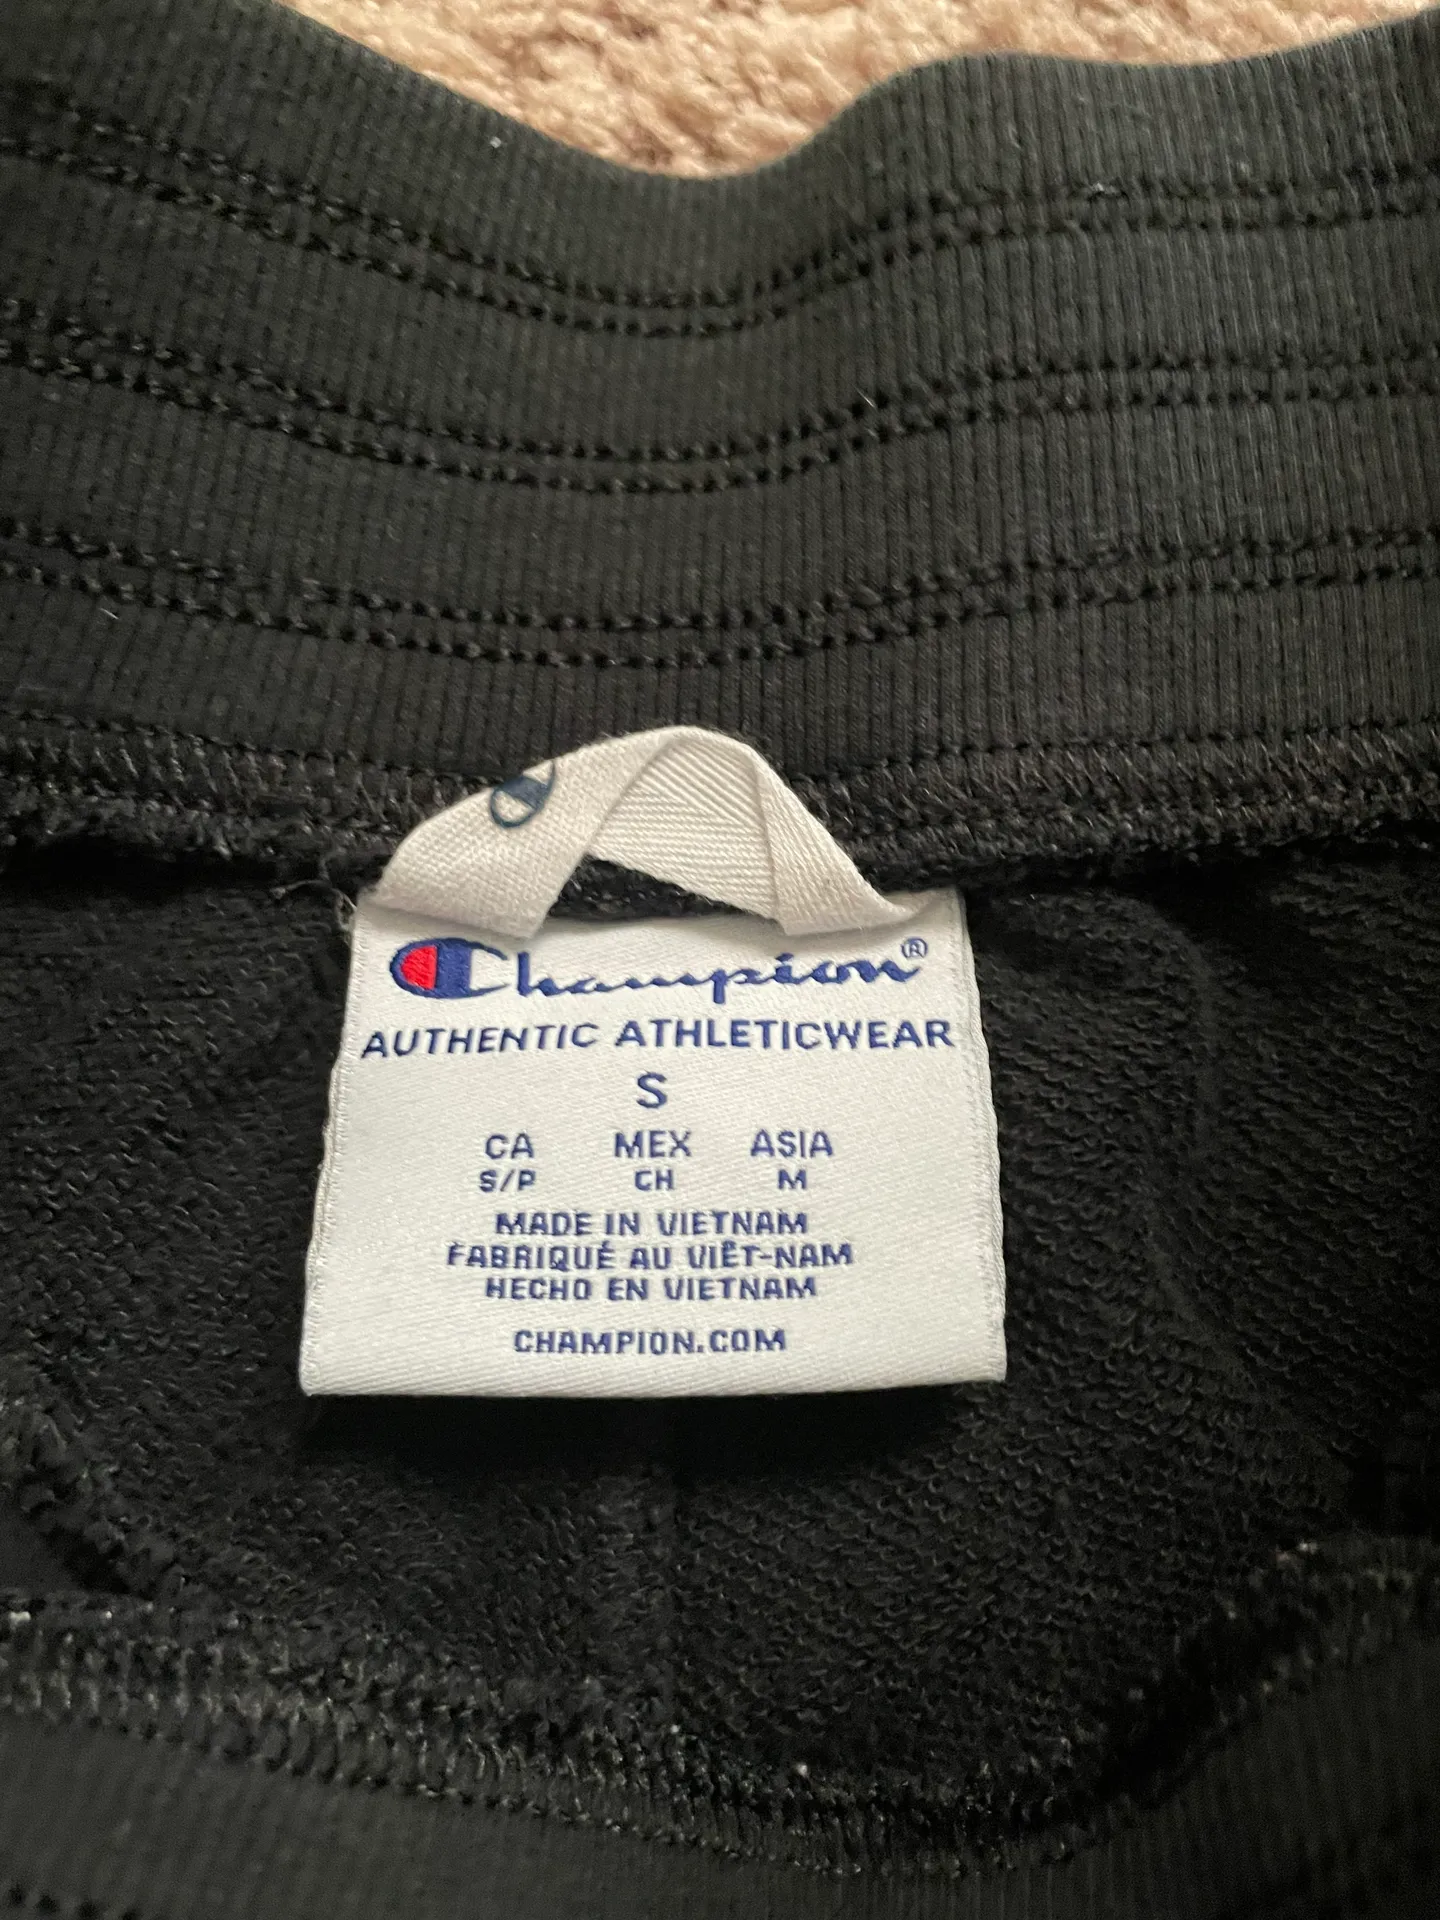 Champion®
AUTHENTIC ATHLETICWEAR
S
CA MEX ASIA
S/P CH M
MADE IN VIETNAM
FABRIQUÉ AU VIÊT-NAM
HECHO EN VIETNAM
CHAMPION.COM